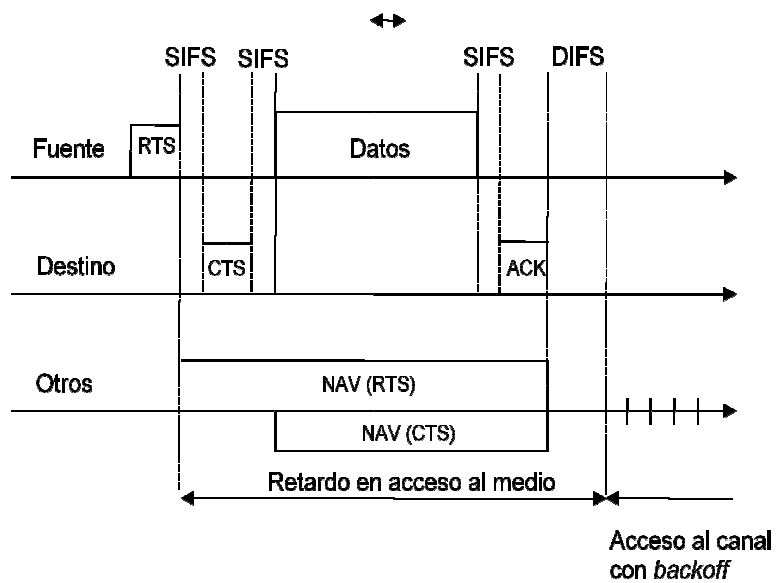 SIFS SIFS SIFS DIFS
Fuente RTS Datos
Destino CTS ACK
Otros NAV (RTS)
NAV (CTS)
Retardo en acceso al medio
Acceso al canal
con backoff